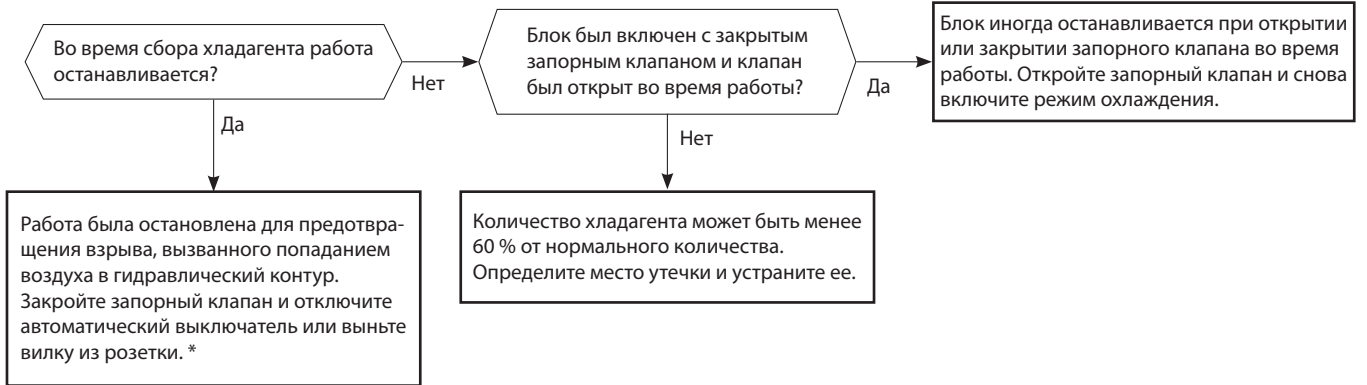 Во время сбора хладагента работа
останавливается?
Нет
Блок был включен с закрытым
запорным клапаном и клапан
был открыт во время работы?
Да
Блок иногда останавливается при открытии
или закрытии запорного клапана во время
работы. Откройте запорный клапан и снова
включите режим охлаждения.
Да
Нет
Работа была остановлена для предотвра-
щения взрыва, вызванного попаданием
воздуха в гидравлический контур.
Закройте запорный клапан и отключите
автоматический выключатель или выньте
вилку из розетки. *
Количество хладагента может быть менее
60 % от нормального количества.
Определите место утечки и устраните ее.